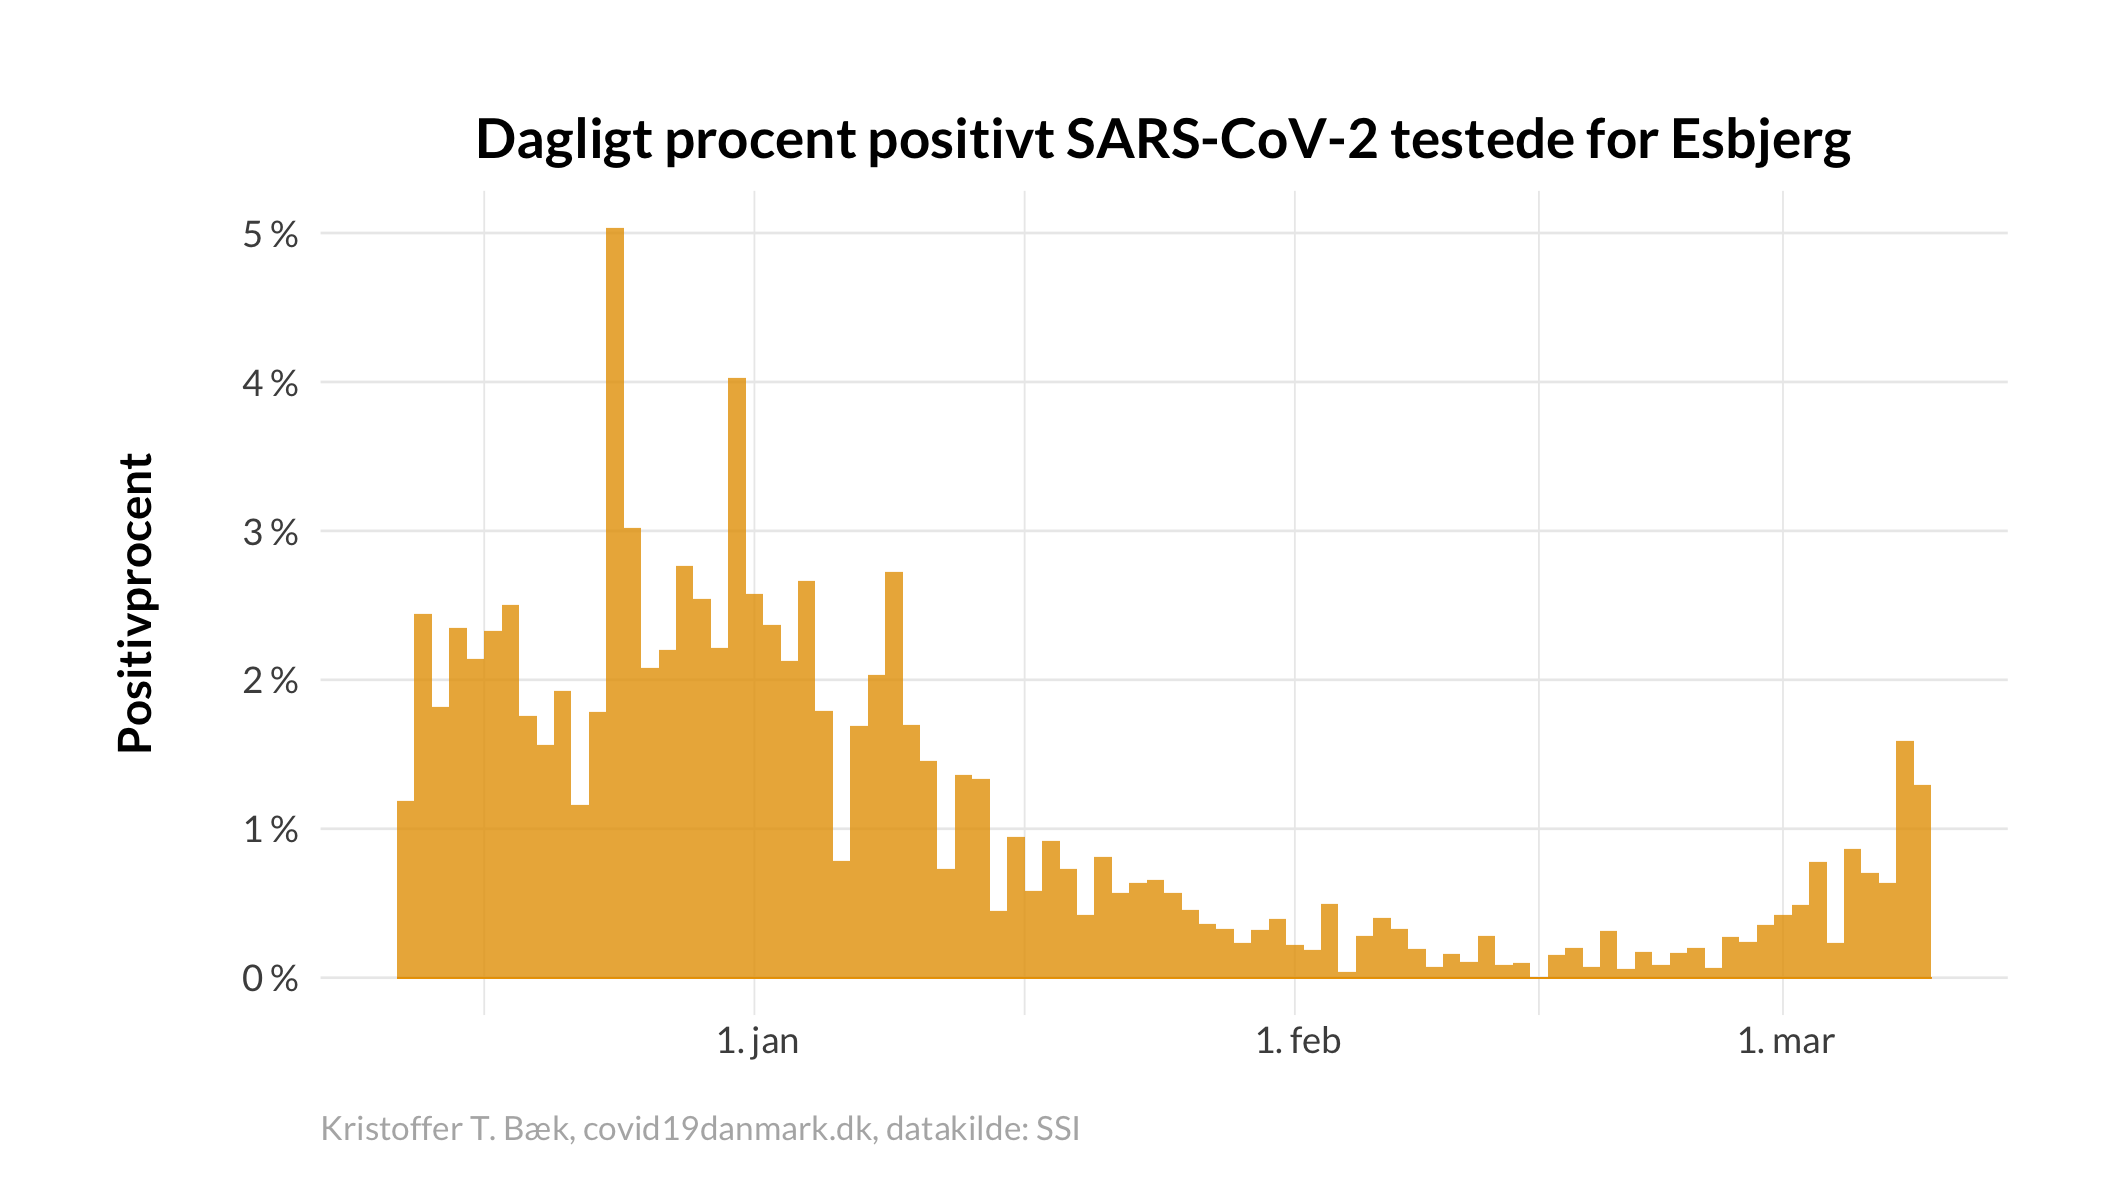 Dagligt procent positivt SARS-CoV-2 testede for Esbjerg
Positivprocent
5 %
4 %
3 %
2 %
1 %
0 %
1. jan
1. feb
1. mar
Kristoffer T. Bæk, covid19danmark.dk, datakilde: SSI